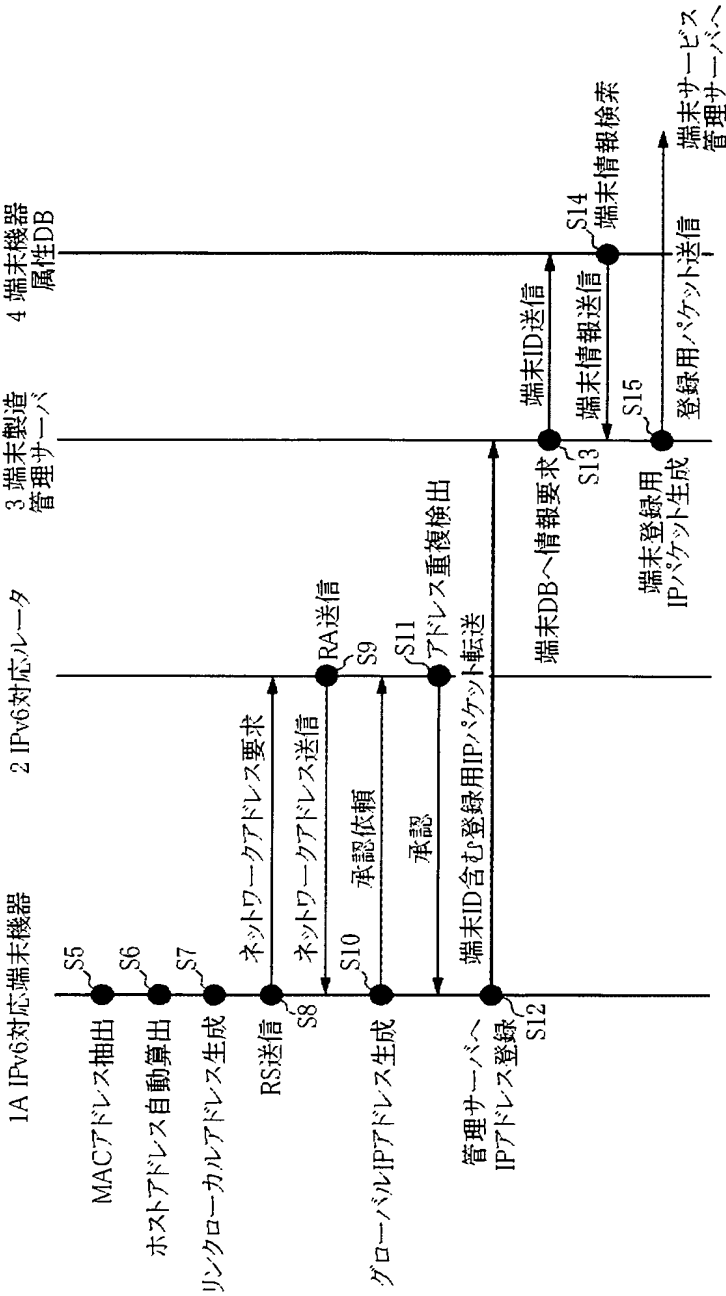 1A IPv6対応端末機器
2 IPv6対応ルータ
3 端末製造
管理サーバ
4 端末機器
属性DB
S5
MACアドレス抽出
S6
ホストアドレス自動算出
S7
リンクローカルアドレス生成
ネットワークアドレス要求
RS送信
S8
RA送信
S9
ネットワークアドレス送信
S10
承認依頼
グローバルIPアドレス生成
S11
アドレス重複検出
承認
端末ID含む登録用IPパケット転送
管理サーバへ
IPアドレス登録
S12
端末ID送信
端末DBへ情報要求
S13
S14
端末情報検索
端末情報送信
S15
端末登録用
IPパケット生成
登録用パケット送信
端末サービス
管理サーバへ